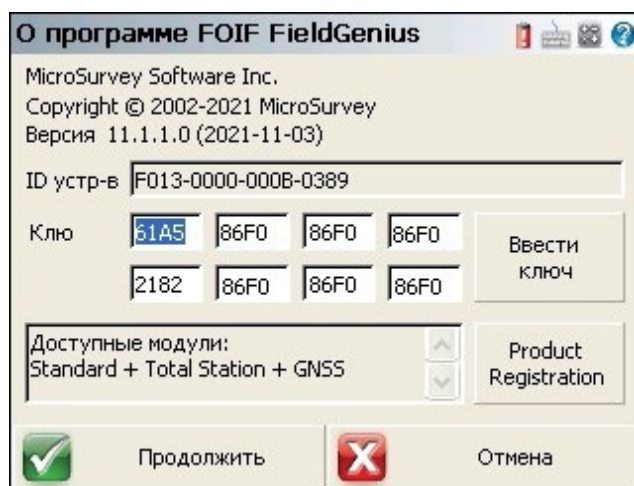 О программе FOIF FieldGenius
MicroSurvey Software Inc.
Copyright © 2002-2021 MicroSurvey
Версия 11.1.1.0 (2021-11-03)
ID устр-в F013-0000-000B-0389
Клю 61A5 86F0 86F0 86F0
2182 86F0 86F0 86F0
Ввести
ключ
Доступные модули:
Standard + Total Station + GNSS
Product
Registration
Продолжить
Отмена